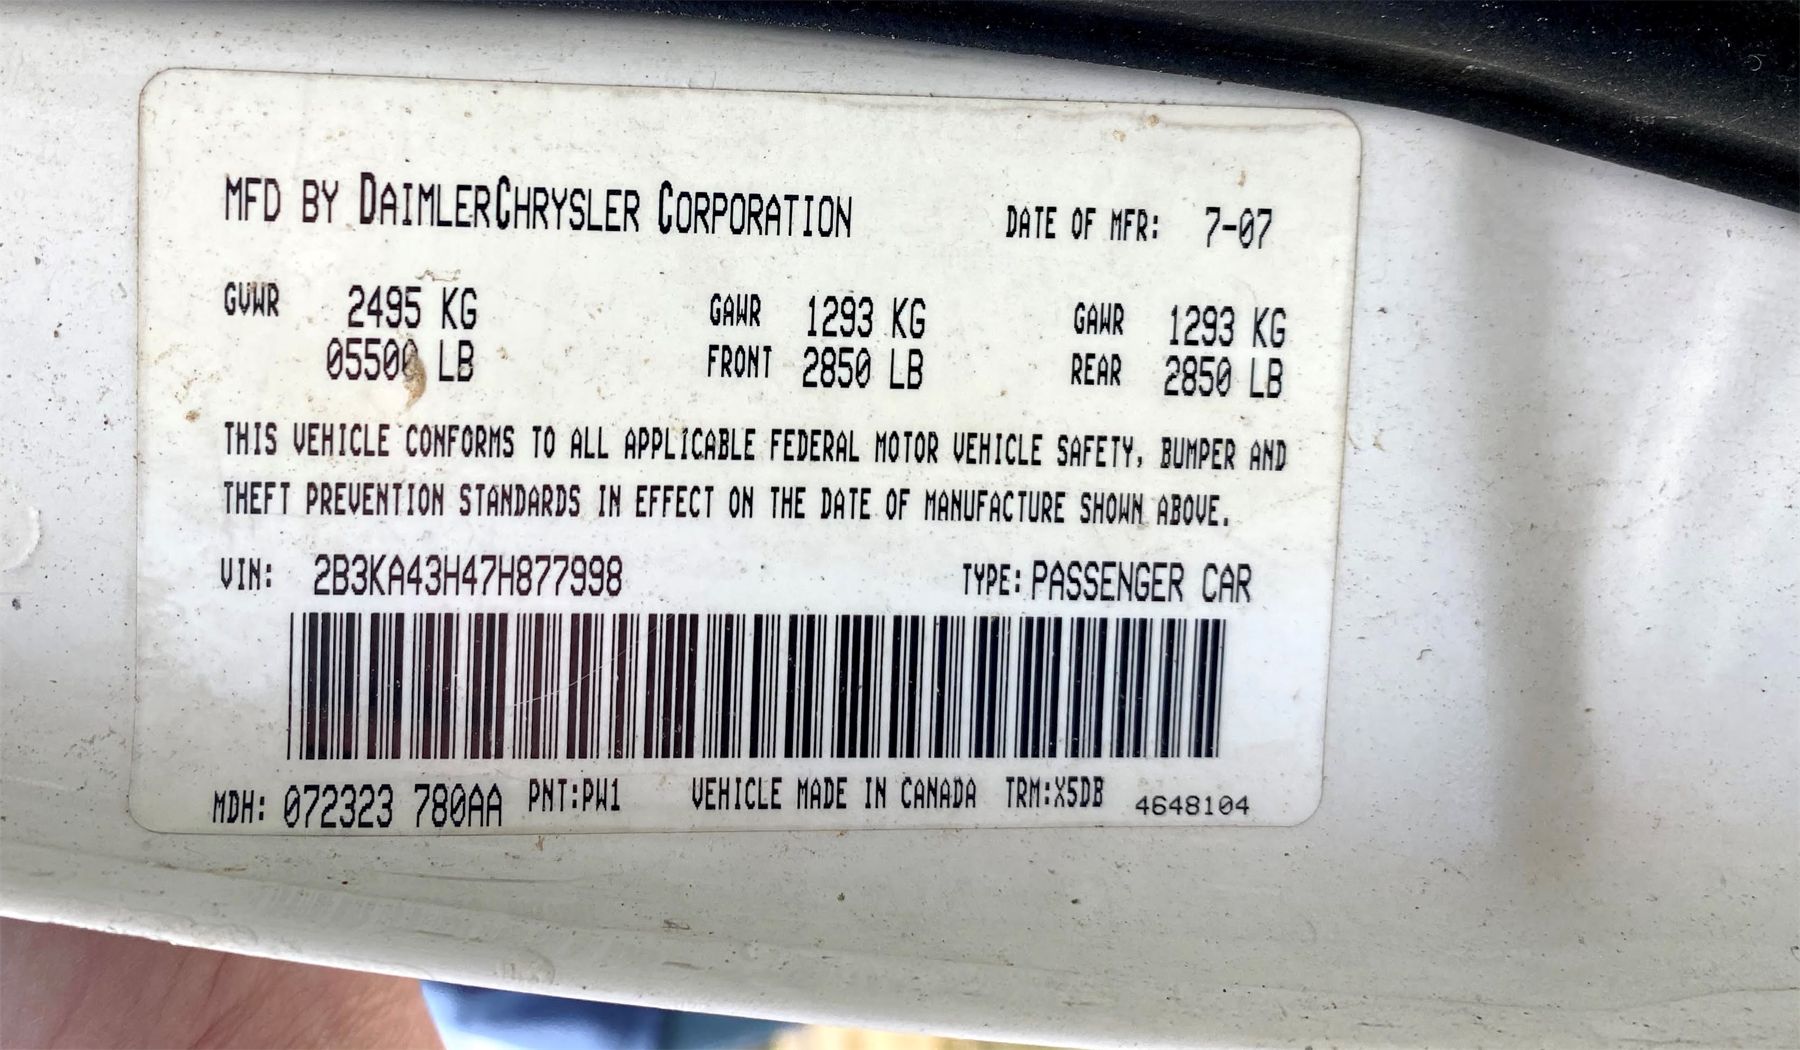 MFD BY DAIMLERCHRYSLER CORPORATION DATE OF MFR: 7-07
GVWR 2495 KG GAWR 1293 KG GAWR 1293 KG
05500 LB FRONT 2850 LB REAR 2850 LB
THIS VEHICLE CONFORMS TO ALL APPLICABLE FEDERAL MOTOR VEHICLE SAFETY, BUMPER AND
THEFT PREVENTION STANDARDS IN EFFECT ON THE DATE OF MANUFACTURE SHOWN ABOVE.
VIN: 2B3KA43H47H877998 TYPE: PASSENGER CAR
MDH: 072323 780AA PNT:PW1 VEHICLE MADE IN CANADA TRM:X5DB 4648104